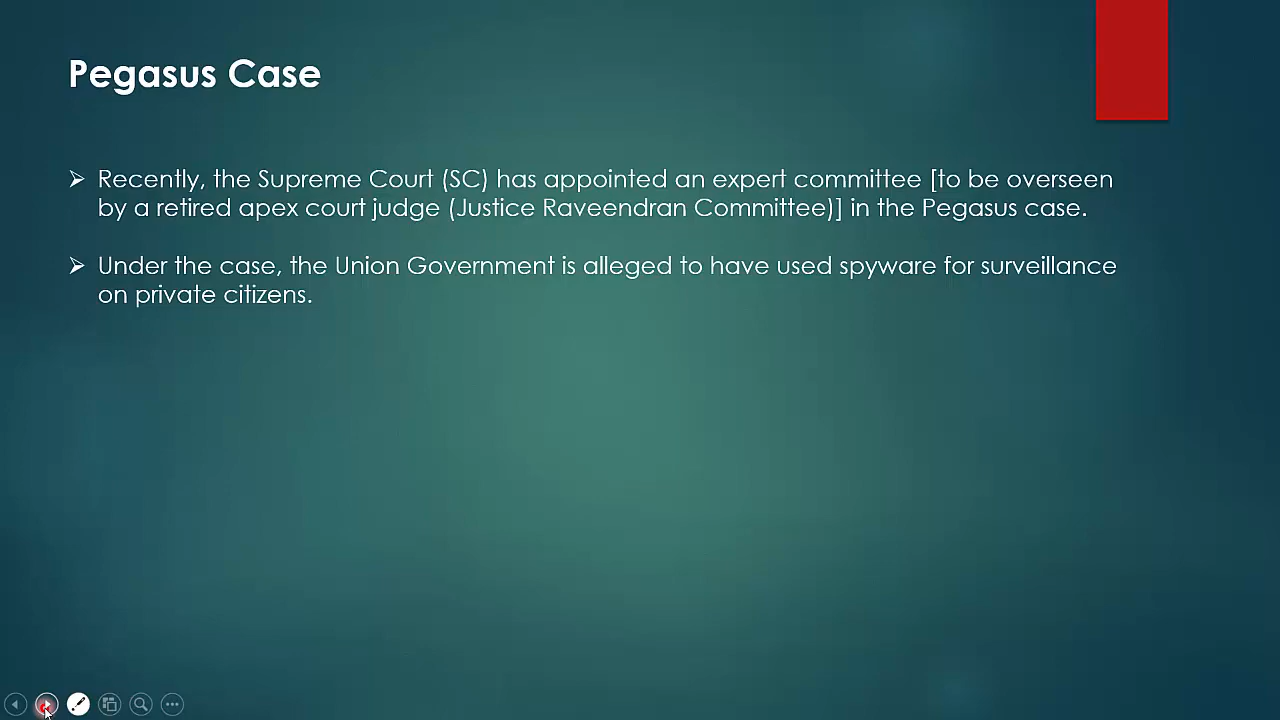 Pegasus Case
Recently, the Supreme Court (SC) has appointed an expert committee [to be overseen
by a retired apex court judge (Justice Raveendran Committee)] in the Pegasus case.
Under the case, the Union Government is alleged to have used spyware for surveillance
on private citizens.